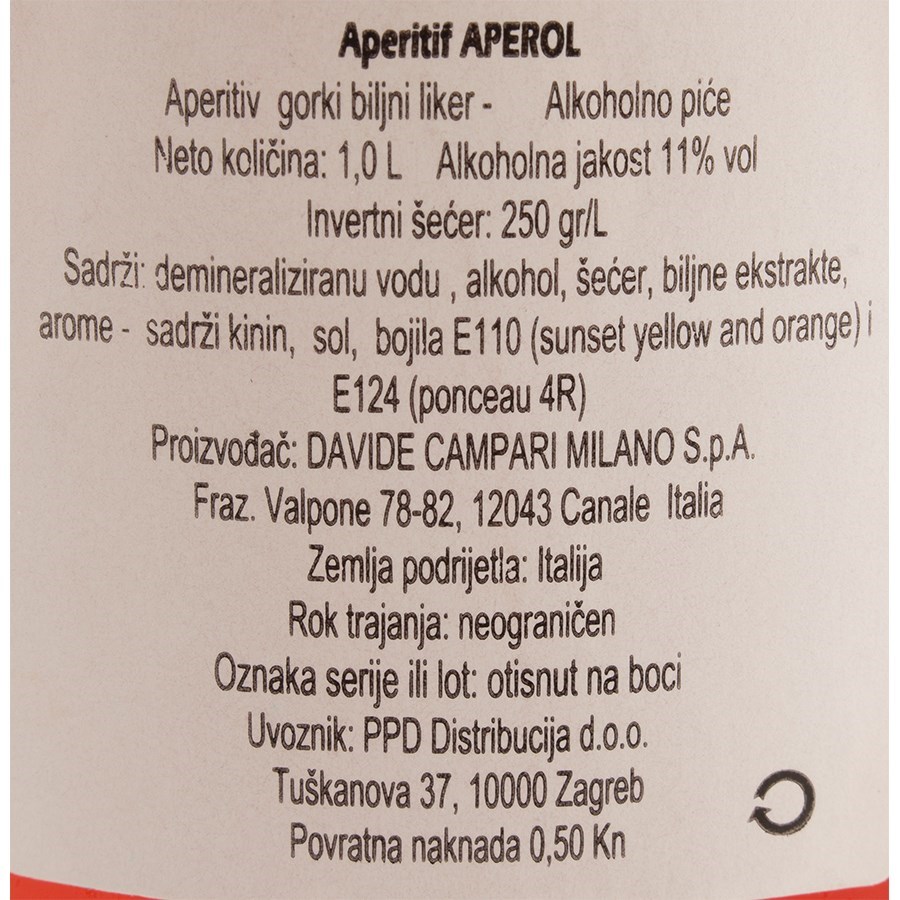 Aperitif APEROL
Aperitiv gorki biljni liker - Alkoholno piće
Neto količina: 1,0 L Alkoholna jakost 11% vol
Invertni šećer: 250 gr/L
Sadrži: demineraliziranu vodu , alkohol, šećer, biljne ekstrakte,
arome - sadrži kinin, sol, bojila E110 (sunset yellow and orange) i
E124 (ponceau 4R)
Proizvođač: DAVIDE CAMPARI MILANO S.p.A.
Fraz. Valpone 78-82, 12043 Canale Italia
Zemlja podrijetla: Italija
Rok trajanja: neograničen
Oznaka serije ili lot: otisnut na boci
Uvoznik: PPD Distribucija d.o.o.
Tuškanova 37, 10000 Zagreb
Povratna naknada 0,50 Kn